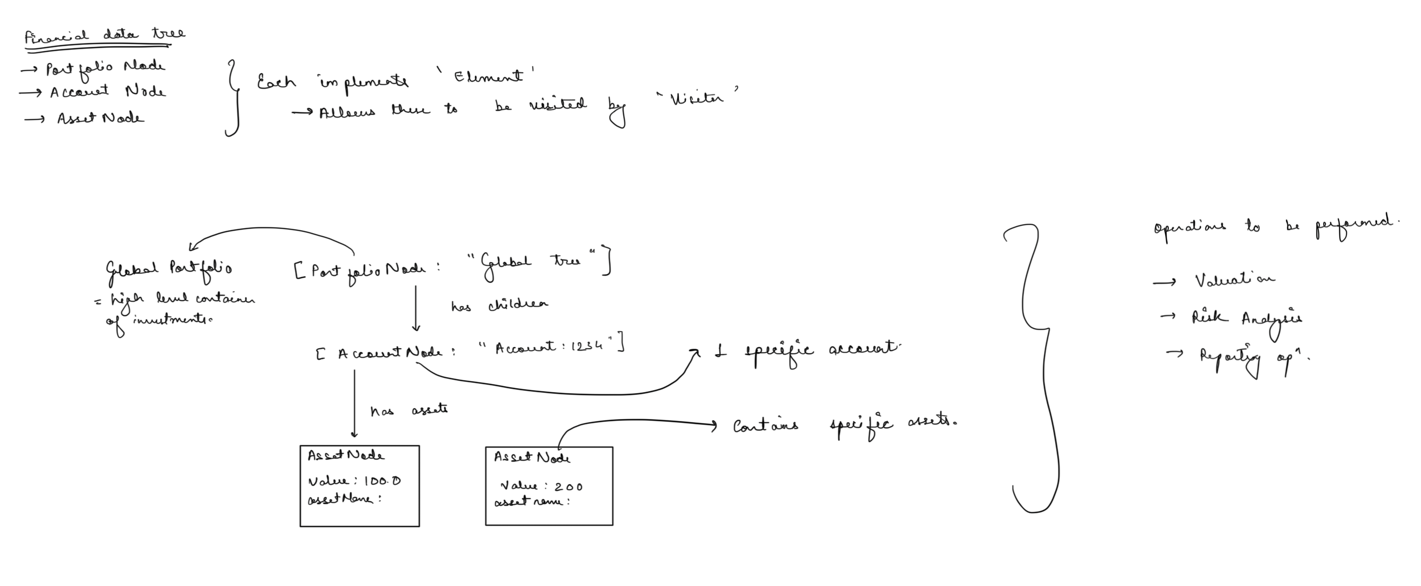 Financial data tree
→ Portfolio Node
→ Account Node
→ Asset Node
Each implements 'Element'
→ Allows them to be visited by 'Visitor'
Operations to be performed.
→ Valuation
→ Risk Analysis
→ Reporting opⁿ.
Global Portfolio
= high level container
of investments.
[Portfolio Node : "Global tree"]
has children
[Account Node : "Account : 1234"]
1 specific account.
has assets
Contains specific assets.
Asset Node
Value : 100.0
asset Name :
Asset Node
Value : 200
asset name :